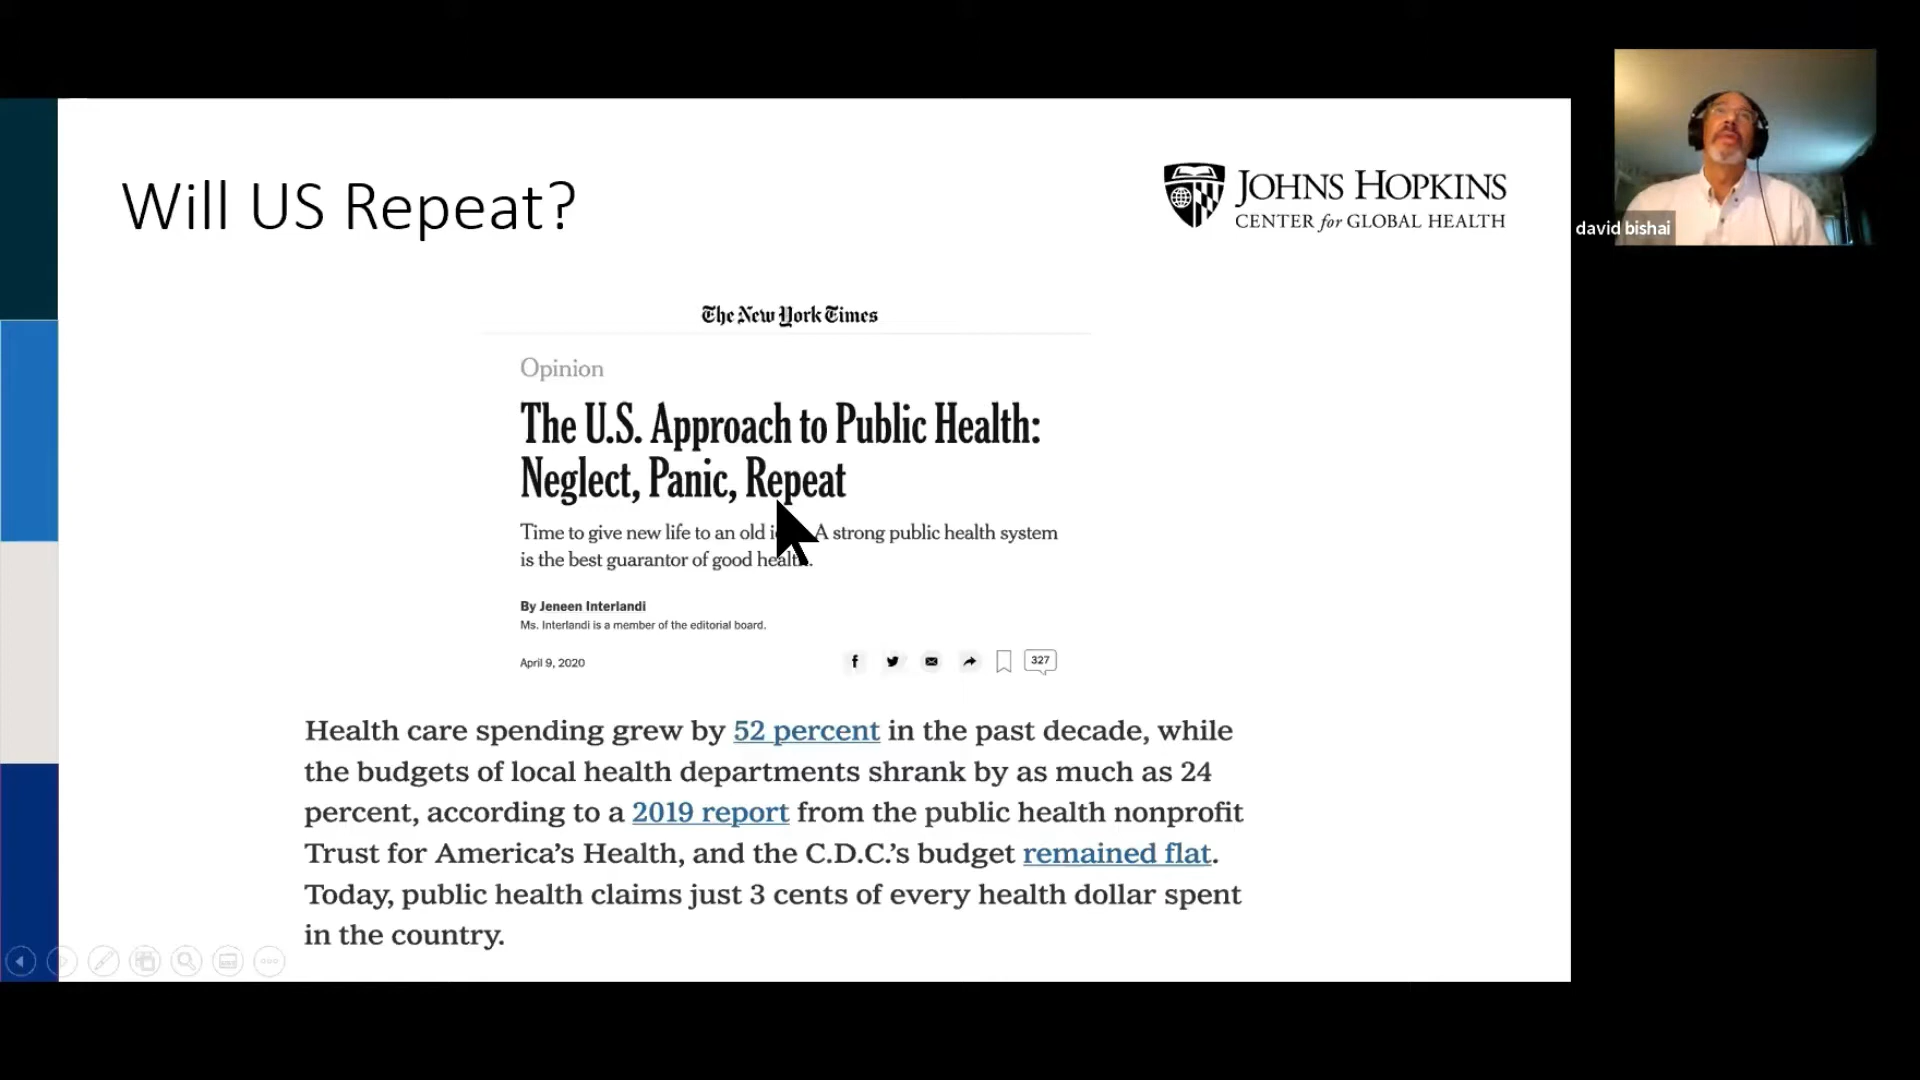 Will US Repeat?
JOHNS HOPKINS
CENTER for GLOBAL HEALTH
david bishai
The New York Times
Opinion
The U.S. Approach to Public Health:
Neglect, Panic, Repeat
Time to give new life to an old A strong public health system
is the best guarantor of good health.
By Jeneen Interlandi
Ms. Interlandi is a member of the editorial board.
April 9, 2020
327
Health care spending grew by 52 percent in the past decade, while
the budgets of local health departments shrank by as much as 24
percent, according to a 2019 report from the public health nonprofit
Trust for America's Health, and the C.D.C.'s budget remained flat.
Today, public health claims just 3 cents of every health dollar spent
in the country.